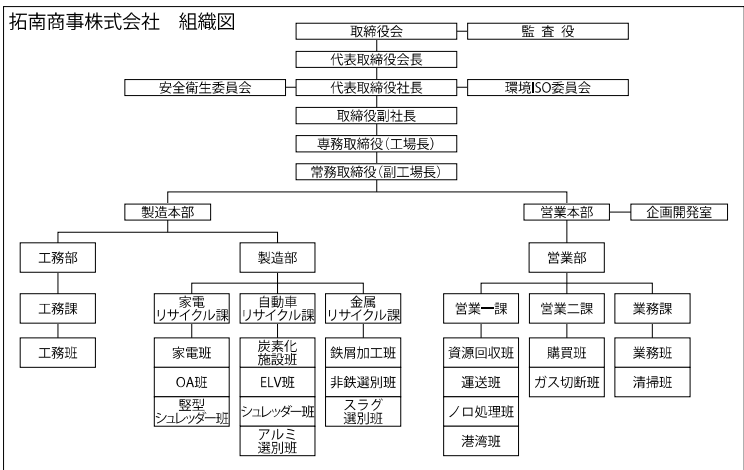 拓南商事株式会社　組織図
取締役会
監 査 役
代表取締役会長
安全衛生委員会
代表取締役社長
環境ISO委員会
取締役副社長
専務取締役（工場長）
常務取締役（副工場長）
製造本部
営業本部
企画開発室
工務部
製造部
営業部
工務課
家電
リサイクル課
自動車
リサイクル課
金属
リサイクル課
営業一課
営業二課
業務課
工務班
家電班
OA班
竪型
シュレッダー班
炭素化
施設班
ELV班
シュレッダー班
アルミ
選別班
鉄屑加工班
非鉄選別班
スラグ
選別班
資源回収班
運送班
ノロ処理班
港湾班
購買班
ガス切断班
業務班
清掃班